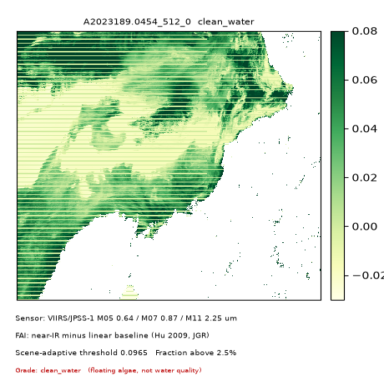 A2023189.0454_512_0 clean_water
0.08
0.06
0.04
0.02
0.00
−0.02
Sensor: VIIRS/JPSS-1 M05 0.64 / M07 0.87 / M11 2.25 um
FAI: near-IR minus linear baseline (Hu 2009, JGR)
Scene-adaptive threshold 0.0965 Fraction above 2.5%
Grade: clean_water (floating algae, not water quality)